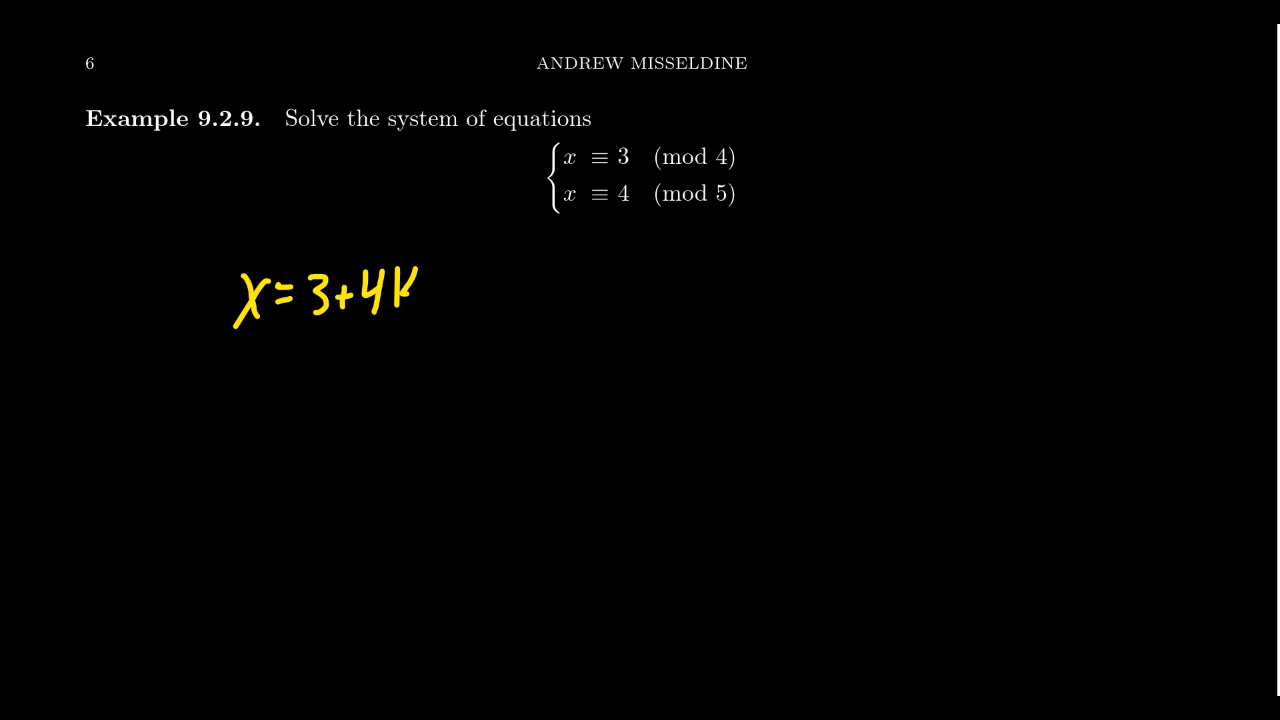 6 ANDREW MISSELDINE
Example 9.2.9. Solve the system of equations
x ≡ 3 (mod 4)
x ≡ 4 (mod 5)
x = 3 + 4k